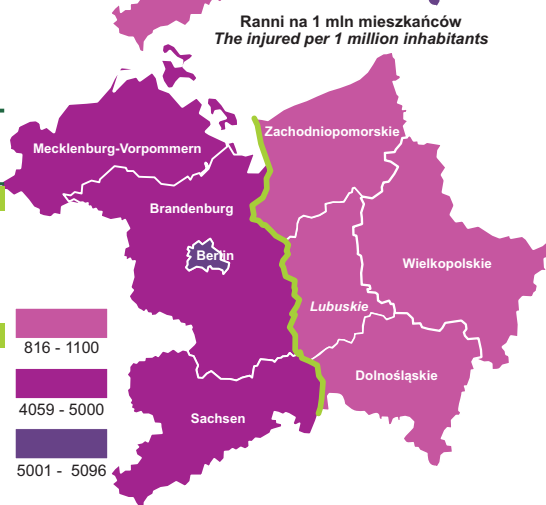 Ranni na 1 mln mieszkańców
The injured per 1 million inhabitants
Zachodniopomorskie
Mecklenburg-Vorpommern
Brandenburg
Berlin
Wielkopolskie
Lubuskie
816 - 1100
Dolnośląskie
4059 - 5000
Sachsen
5001 - 5096